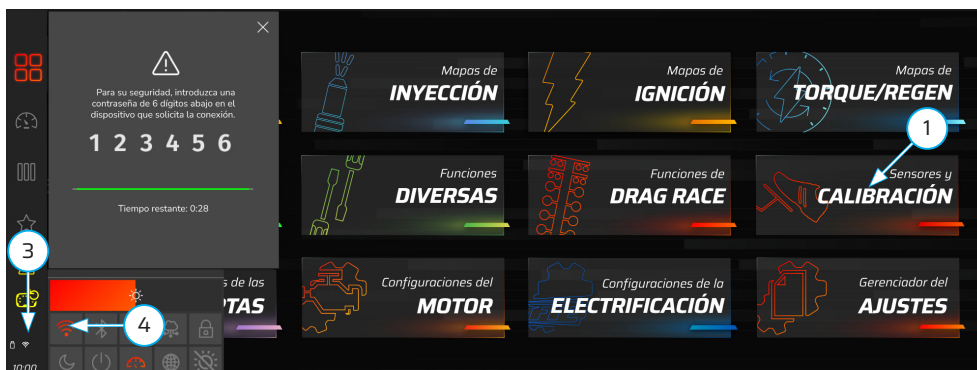 Para su seguridad, introduzca una
contraseña de 6 dígitos abajo en el
dispositivo que solicita la conexión.
1 2 3 4 5 6
Tiempo restante: 0:28
Mapas de
INYECCIÓN
Mapas de
IGNICIÓN
Mapas de
TORQUE/REGEN
1
Funciones
DIVERSAS
Funciones de
DRAG RACE
Sensores y
CALIBRACIÓN
3
4
s de las
TAS
Configuraciones del
MOTOR
Configuraciones de la
ELECTRIFICACIÓN
Gerenciador del
AJUSTES
10:00